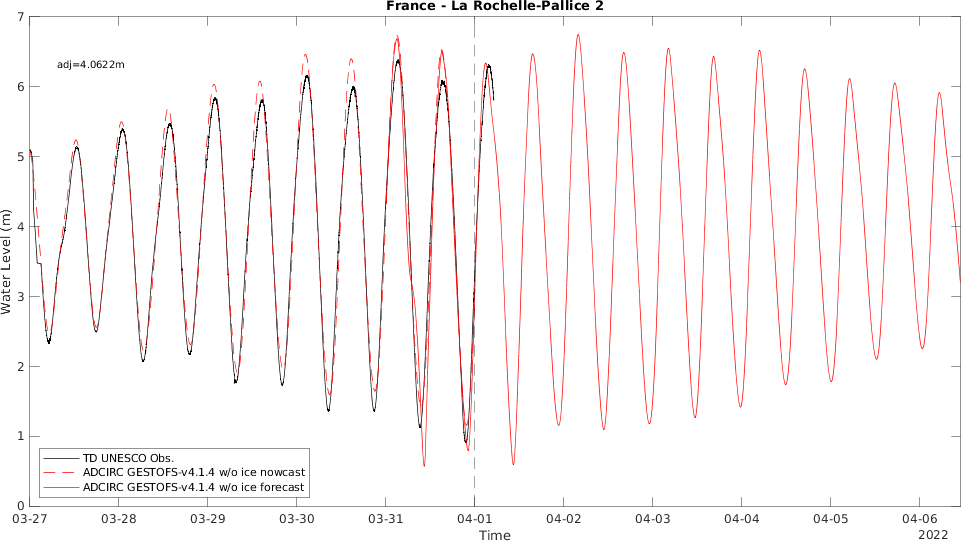 France - La Rochelle-Pallice 2
7
adj=4.0622m
6
5
4
3
2
1
0
Water Level (m)
TD UNESCO Obs.
ADCIRC GESTOFS-v4.1.4 w/o ice nowcast
ADCIRC GESTOFS-v4.1.4 w/o ice forecast
03-27 03-28 03-29 03-30 03-31 04-01 04-02 04-03 04-04 04-05 04-06
Time
2022